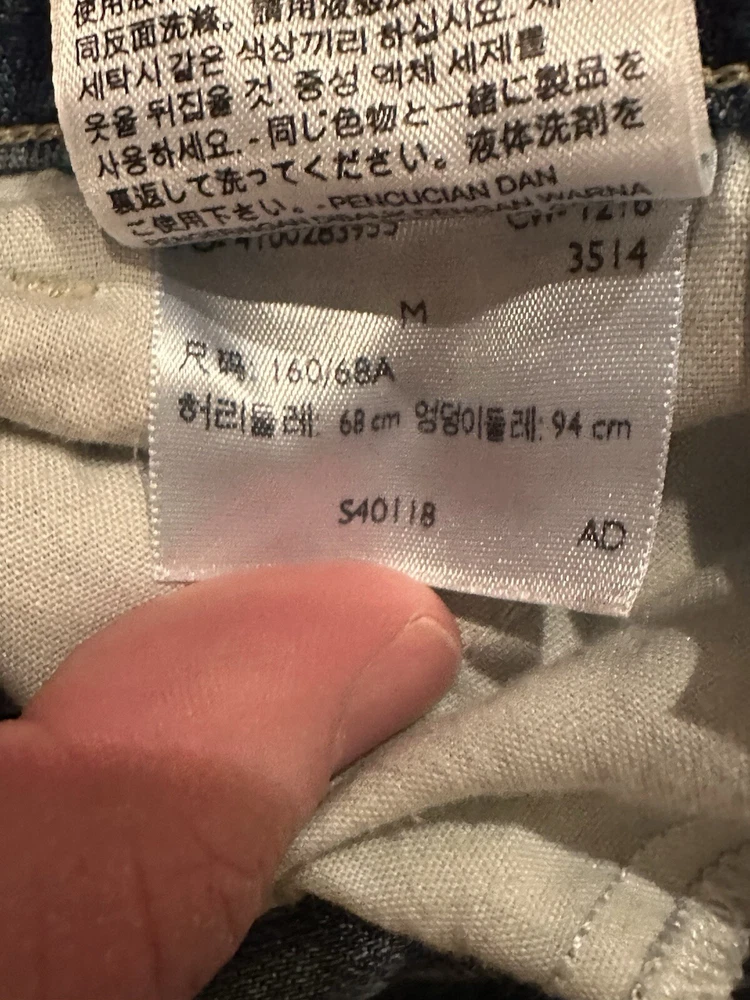 同反面洗滌。請用液
세탁시 같은 색상끼리 하십시요.
옷을 뒤집을 것. 중성 액체 세제를
사용하세요. - 同じ色物と一緒に製品を
裏返して洗ってください。液体洗剤を
ご使用下さい。-PENCUCIAN DAN
DENGAN WARNA
3514
M
尺碼: 160/68A
허리둘레: 68 cm 엉덩이둘레: 94 cm
S40118
AD